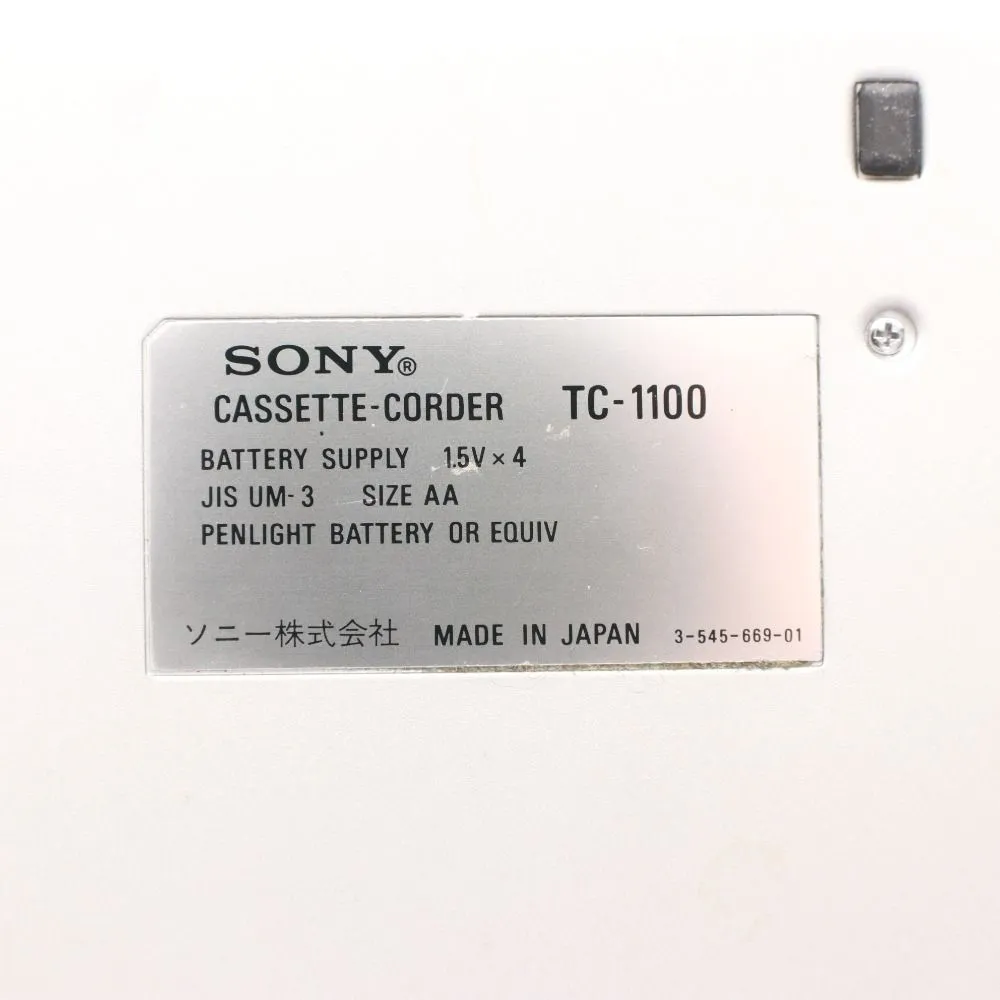 SONY®
CASSETTE-CORDER TC-1100
BATTERY SUPPLY 1.5V × 4
JIS UM-3 SIZE AA
PENLIGHT BATTERY OR EQUIV
ソニー株式会社 MADE IN JAPAN 3-545-669-01